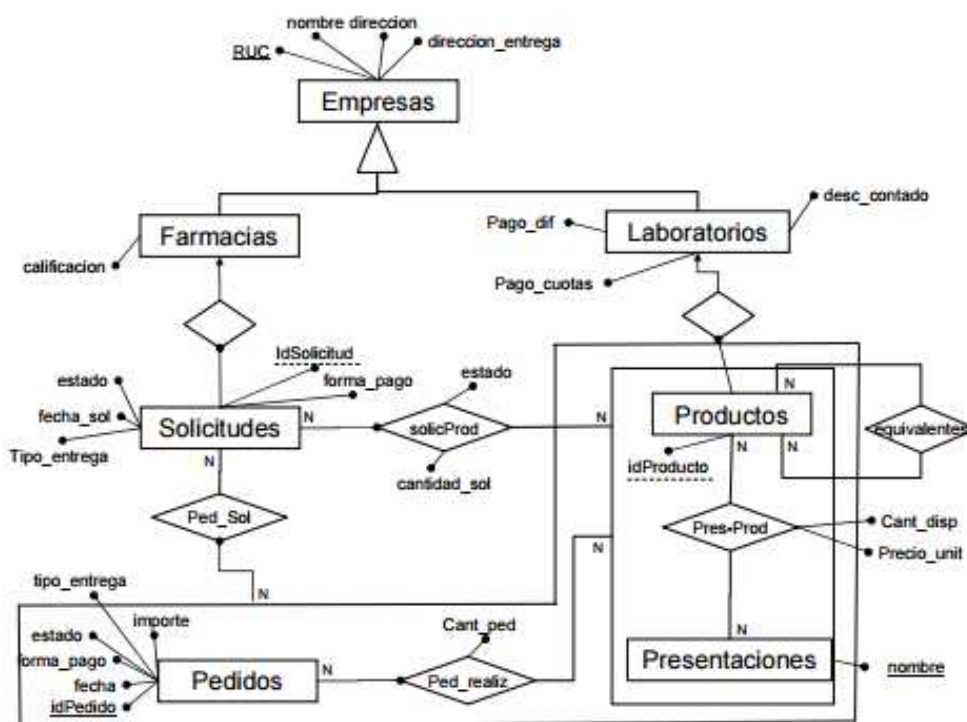 nombre direccion
RUC
direccion_entrega
Empresas
desc_contado
Pago_dif
Farmacias
Laboratorios
calificacion
Pago_cuotas
IdSolicitud
estado
estado
forma_pago
N
fecha_sol
Solicitudes
N
solicProd
N
Productos
equivalentes
Tipo_entrega
N
N
N
idProducto
cantidad_sol
Ped_Sol
Pres-Prod
Cant_disp
N
Precio_unit
tipo_entrega
N
importe
Cant_ped
estado
N
forma_pago
Presentaciones
nombre
fecha
Pedidos
N
Ped_realiz
idPedido